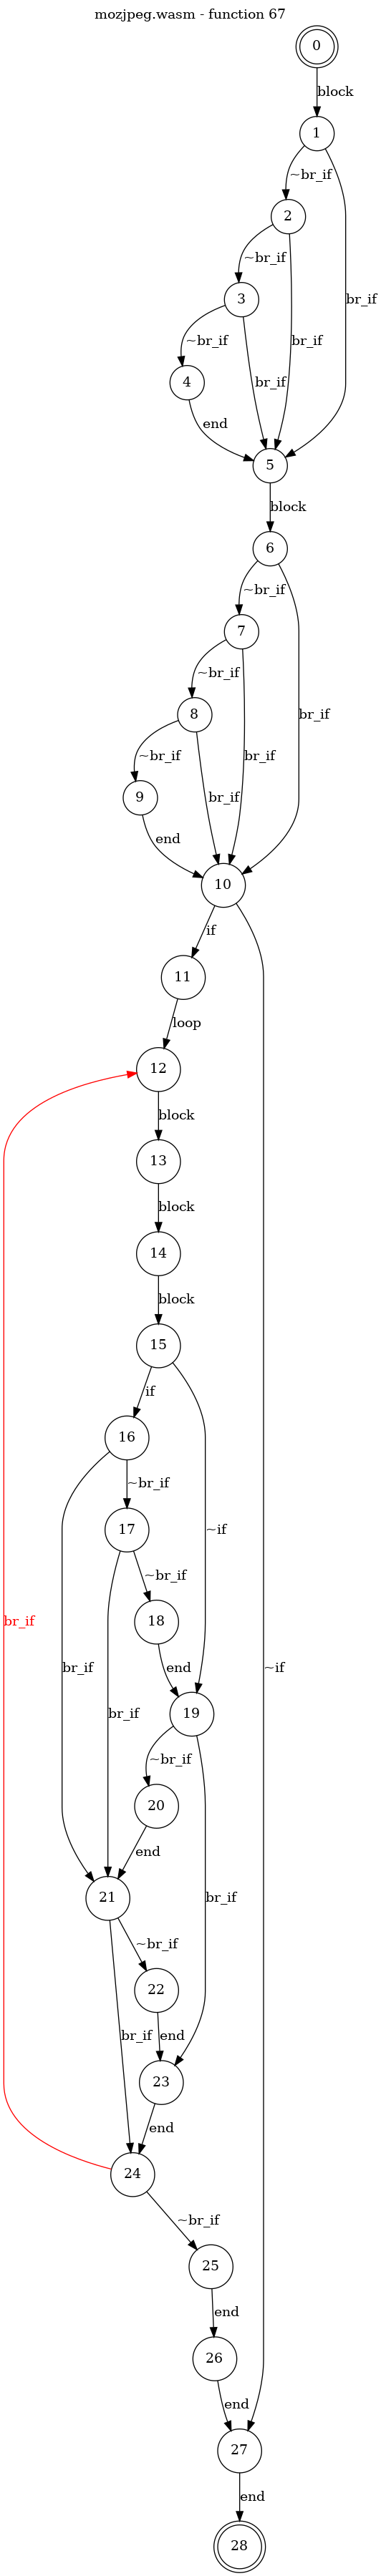 mozjpeg.wasm - function 67
0
block
1
~br_if
2
br_if
~br_if
3
br_if
~br_if
4
br_if
end
5
block
6
~br_if
7
br_if
~br_if
8
br_if
~br_if
9
br_if
end
10
if
11
loop
12
block
13
block
14
block
15
if
16
~if
~br_if
17
~br_if
18
br_if
br_if
br_if
end
~if
19
~br_if
20
end
br_if
21
~br_if
22
br_if
end
23
end
24
~br_if
25
end
26
end
27
end
28